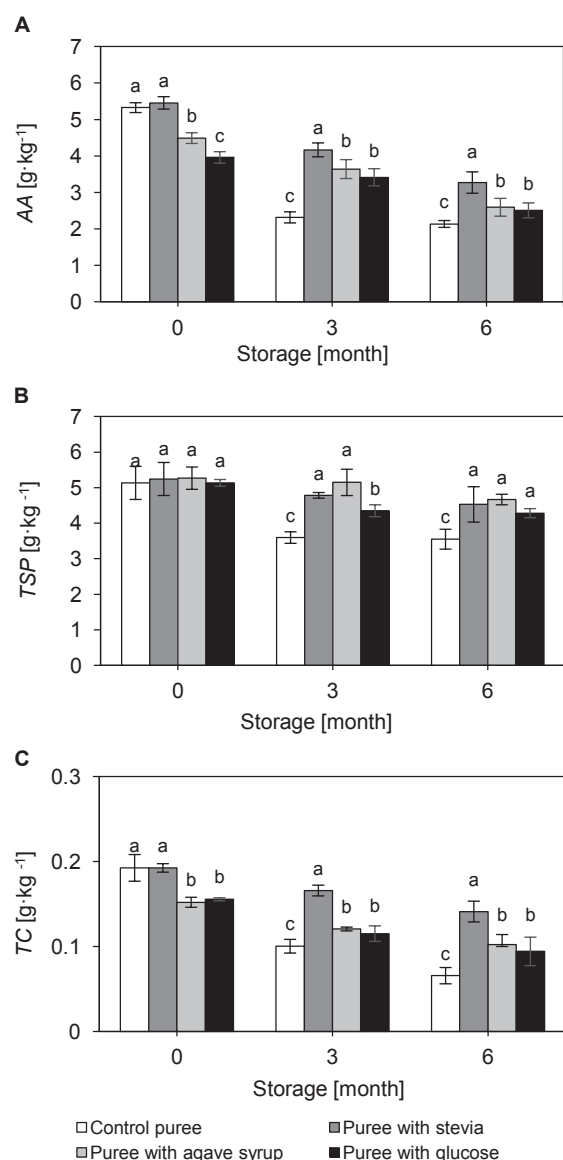 A
7
6
5
4
3
2
1
0
AA [g·kg⁻¹]
a a b c
c a b b
c a b b
0 3 6
Storage [month]
B
7
6
5
4
3
2
1
0
TSP [g·kg⁻¹]
a a a a
c a a b
c a a a
0 3 6
Storage [month]
C
0.3
0.2
0.1
0
TC [g·kg ⁻¹]
a a b b
c a b b
c a b b
0 3 6
Storage [month]
Control puree Puree with stevia
Puree with agave syrup Puree with glucose